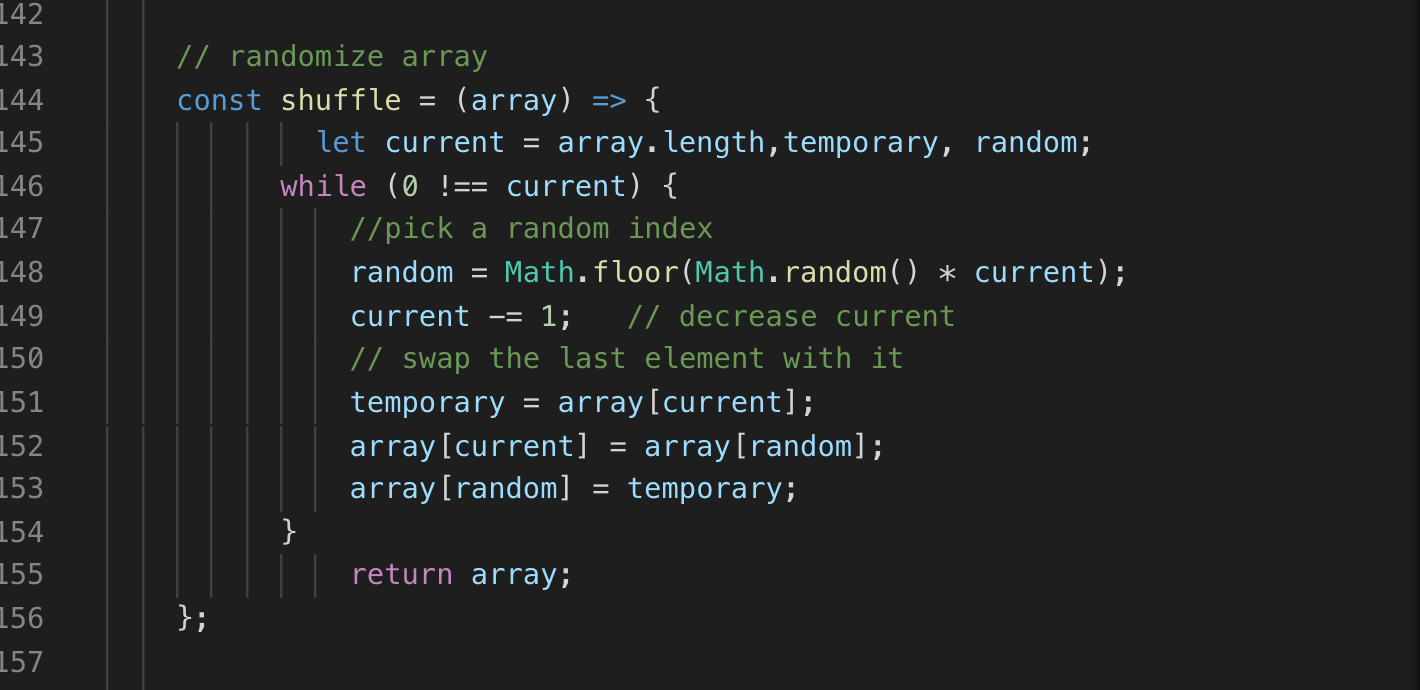 142
143 // randomize array
144 const shuffle = (array) => {
145 let current = array.length,temporary, random;
146 while (0 !== current) {
147 //pick a random index
148 random = Math.floor(Math.random() * current);
149 current -= 1;   // decrease current
150 // swap the last element with it
151 temporary = array[current];
152 array[current] = array[random];
153 array[random] = temporary;
154 }
155 return array;
156 };
157